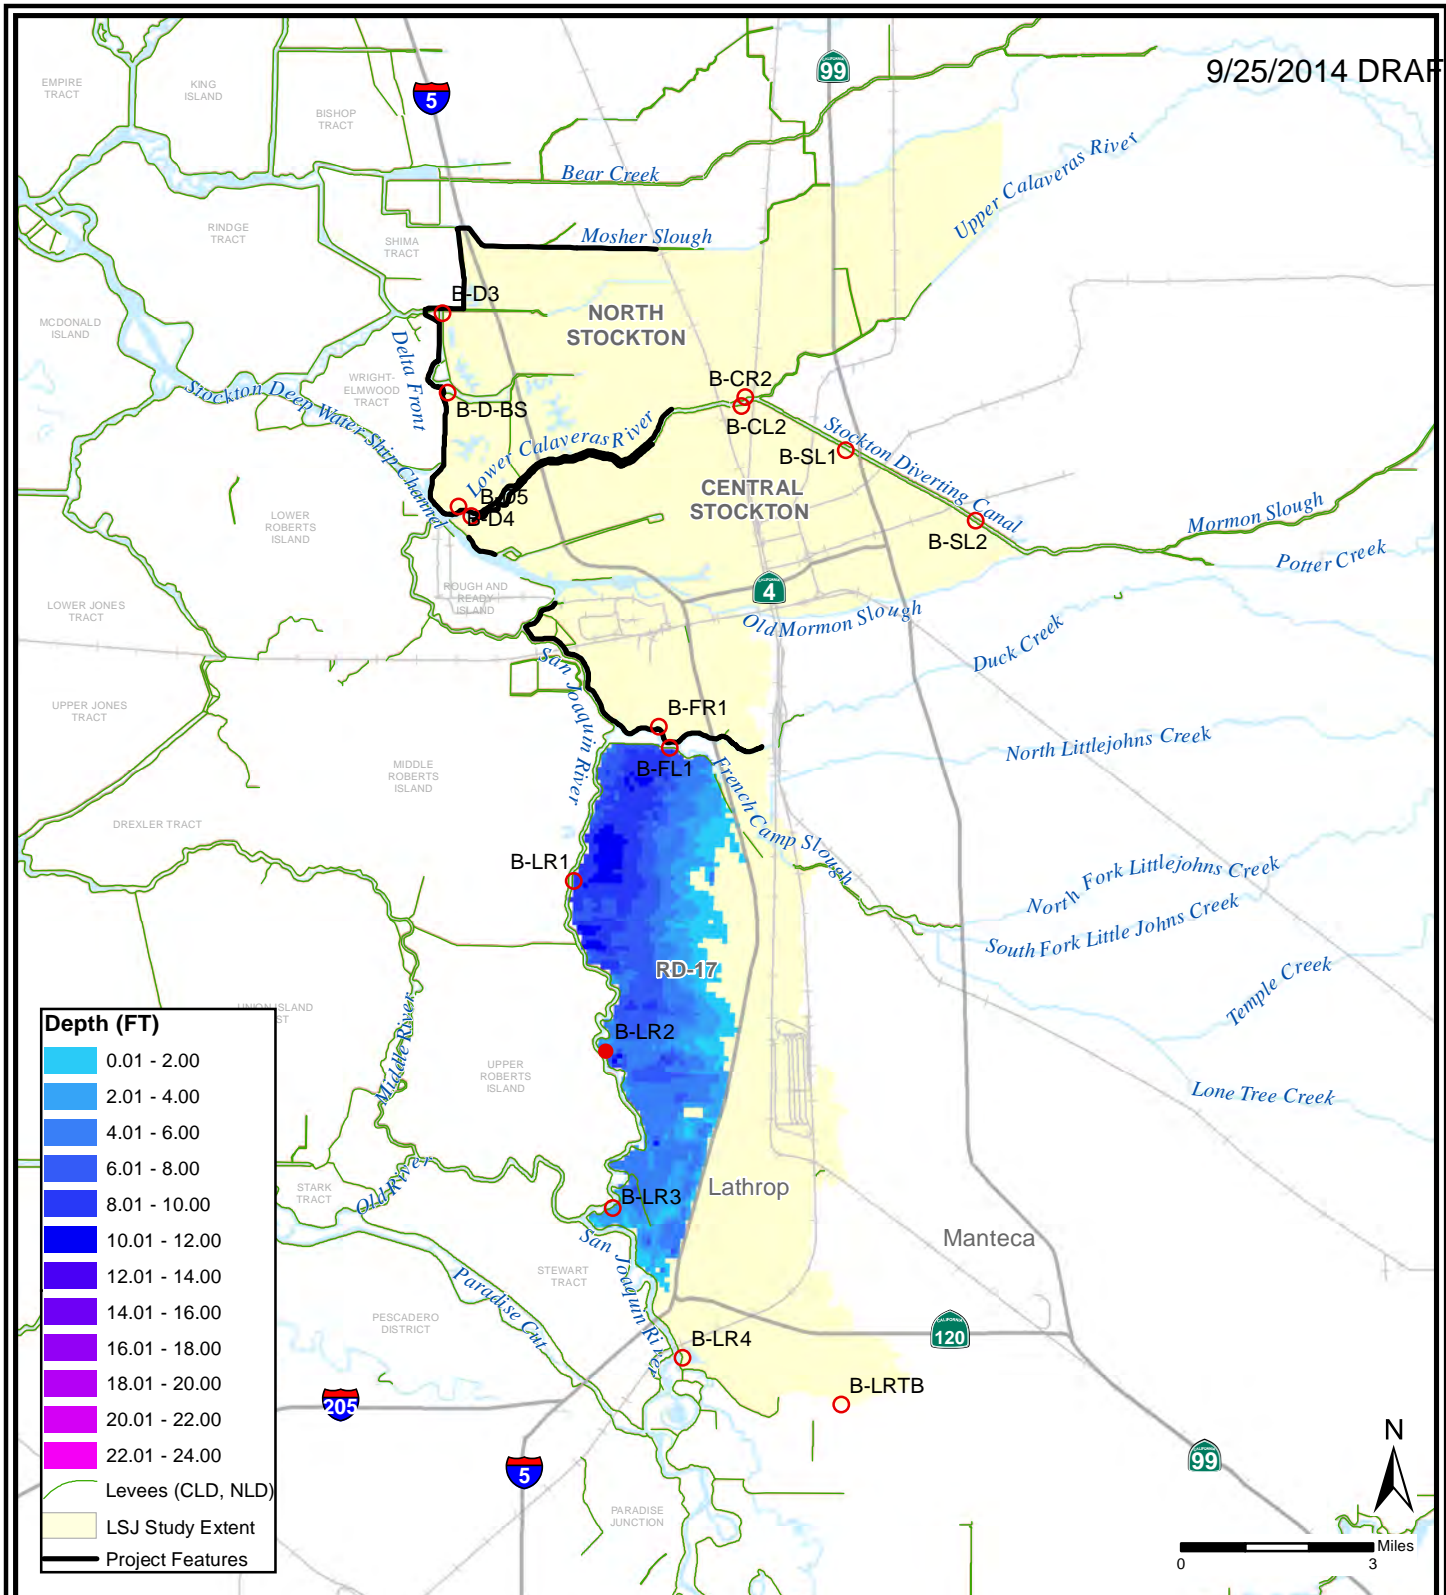 9/25/2014 DRAF
EMPIRE
TRACT
KING
ISLAND
BISHOP
TRACT
5
CALIFORNIA
99
Bear Creek
Upper Calaveras River
RINDGE
TRACT
SHIMA
TRACT
Mosher Slough
B-D3
NORTH
STOCKTON
MCDONALD
ISLAND
Delta Front
WRIGHT-
ELMWOOD
TRACT
Stockton Deep Water Ship Channel
B-D-BS
B-CR2
B-CL2
Lower Calaveras River
Stockton Diverting Canal
B-SL1
CENTRAL
STOCKTON
B-D5
B-D4
LOWER
ROBERTS
ISLAND
B-SL2
Mormon Slough
Potter Creek
ROUGH AND
READY
ISLAND
CALIFORNIA
4
LOWER JONES
TRACT
Old Mormon Slough
Duck Creek
San Joaquin River
UPPER JONES
TRACT
B-FR1
B-FL1
North Littlejohns Creek
MIDDLE
ROBERTS
ISLAND
French Camp Slough
DREXLER TRACT
B-LR1
North Fork Littlejohns Creek
South Fork Little Johns Creek
RD-17
Temple Creek
UNION ISLAND
ST
Middle River
B-LR2
UPPER
ROBERTS
ISLAND
Lone Tree Creek
STARK
TRACT
Old River
Lathrop
B-LR3
Manteca
San Joaquin River
STEWART
TRACT
Paradise Cut
PESCADERO
DISTRICT
B-LR4
CALIFORNIA
120
B-LRTB
205
5
CALIFORNIA
99
PARADISE
JUNCTION
N
Miles
0 3
Depth (FT)
0.01 - 2.00
2.01 - 4.00
4.01 - 6.00
6.01 - 8.00
8.01 - 10.00
10.01 - 12.00
12.01 - 14.00
14.01 - 16.00
16.01 - 18.00
18.01 - 20.00
20.01 - 22.00
22.01 - 24.00
Levees (CLD, NLD)
LSJ Study Extent
Project Features